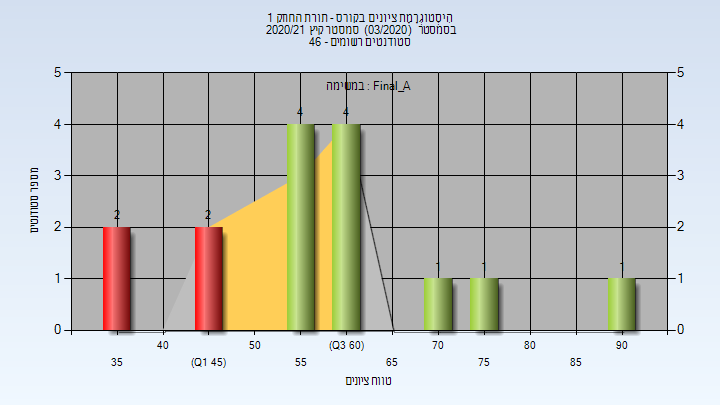 היסטוגרמת ציונים בקורס - תורת החוזק 1
בסמסטר (03/2020) סמסטר קיץ 2020/21
סטודנטים רשומים - 46
במשימה : Final_A
5 5
4 4
3 3
2 2
1 1
0 0
2 2 4 4 1 1 1
מספר סטודנטים
40 50 (Q3 60) 70 80 90
35 (Q1 45) 55 65 75 85
טווח ציונים